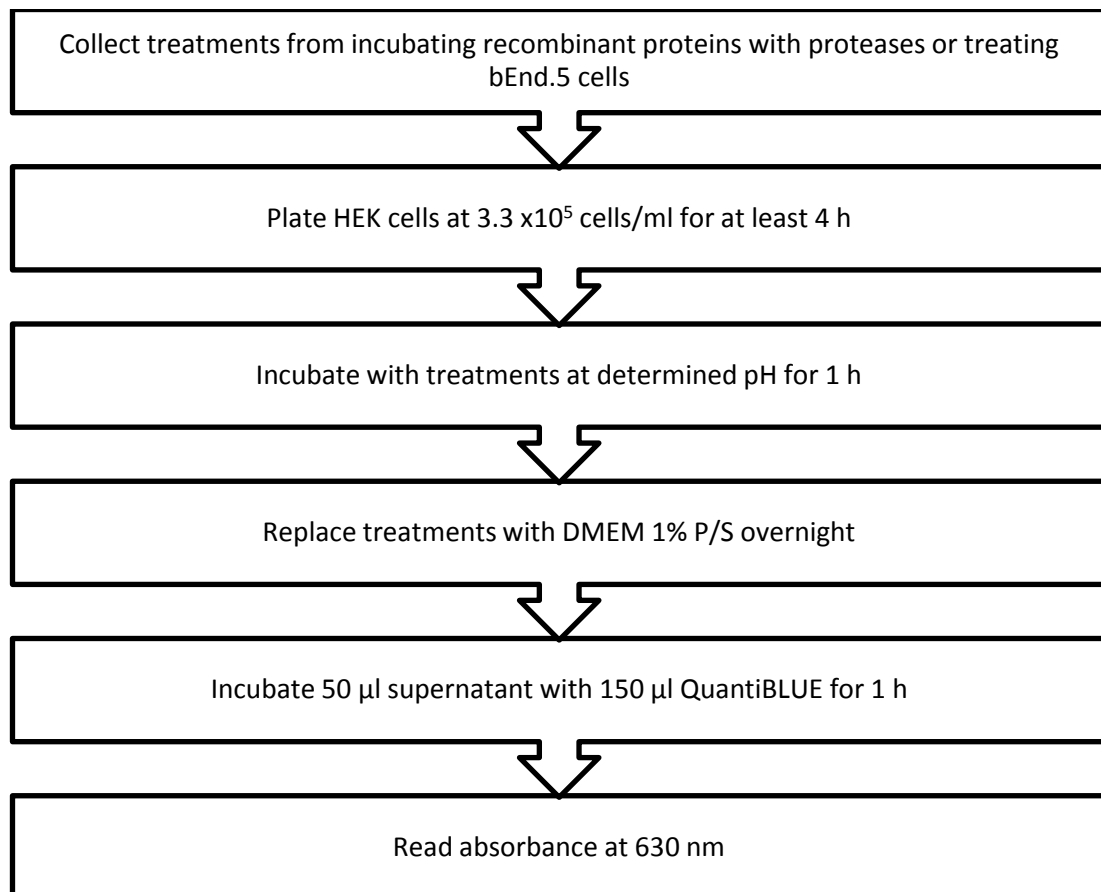 Collect treatments from incubating recombinant proteins with proteases or treating
bEnd.5 cells
Plate HEK cells at 3.3 x10⁵ cells/ml for at least 4 h
Incubate with treatments at determined pH for 1 h
Replace treatments with DMEM 1% P/S overnight
Incubate 50 µl supernatant with 150 µl QuantiBLUE for 1 h
Read absorbance at 630 nm